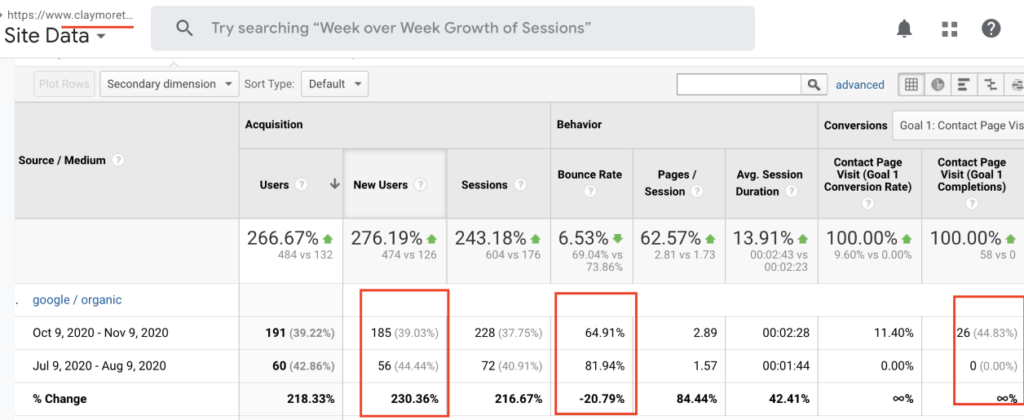 https://www.claymoret...
Site Data
Try searching “Week over Week Growth of Sessions”
Plot Rows
Secondary dimension
Sort Type:
Default
advanced
Source / Medium
Acquisition
Behavior
Conversions
Goal 1: Contact Page Vis
Users
New Users
Sessions
Bounce Rate
Pages /
Session
Avg. Session
Duration
Contact Page
Visit (Goal 1
Conversion Rate)
Contact Page
Visit (Goal 1
Completions)
266.67%
484 vs 132
276.19%
474 vs 126
243.18%
604 vs 176
6.53%
69.04% vs
73.86%
62.57%
2.81 vs 1.73
13.91%
00:02:43 vs
00:02:23
100.00%
9.60% vs 0.00%
100.00%
58 vs 0
google / organic
Oct 9, 2020 - Nov 9, 2020 191 (39.22%) 185 (39.03%) 228 (37.75%) 64.91% 2.89 00:02:28 11.40% 26 (44.83%)
Jul 9, 2020 - Aug 9, 2020 60 (42.86%) 56 (44.44%) 72 (40.91%) 81.94% 1.57 00:01:44 0.00% 0 (0.00%)
% Change 218.33% 230.36% 216.67% -20.79% 84.44% 42.41% ∞% ∞%